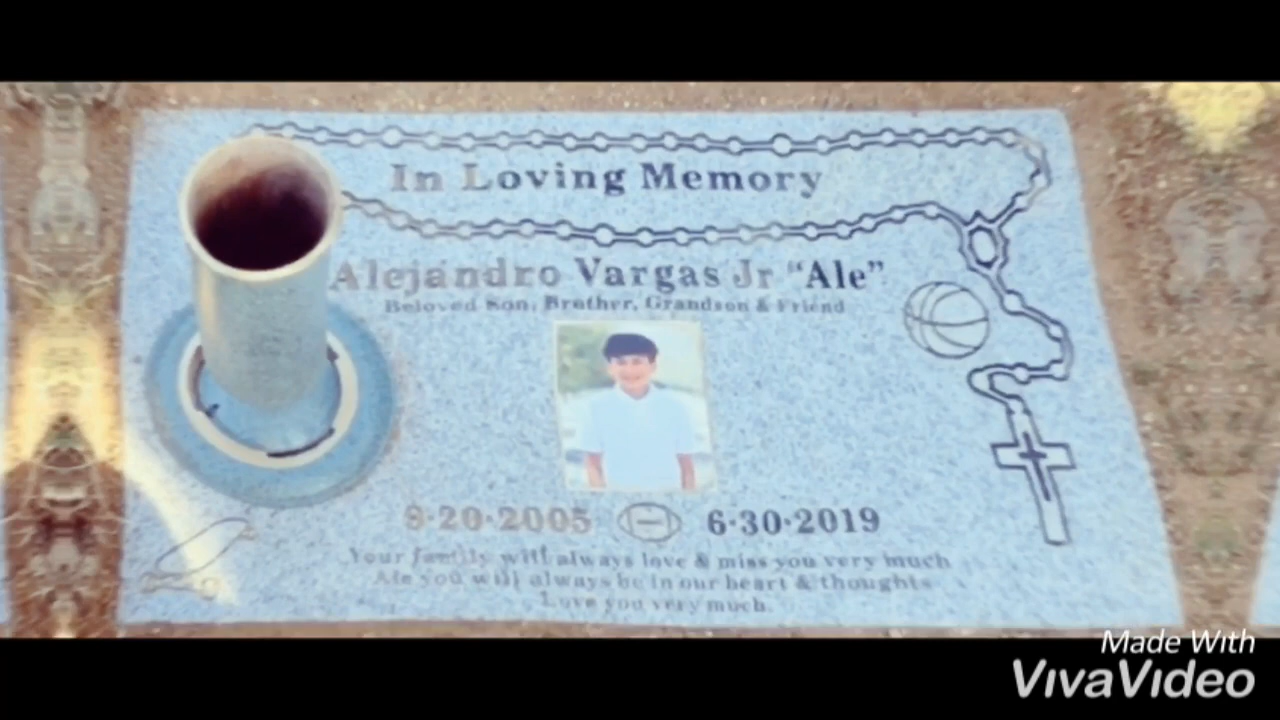 In Loving Memory
Alejandro Vargas Jr “Ale”
Beloved Son, Brother, Grandson & Friend
9·20·2005 6·30·2019
Your family will always love & miss you very much
Ale you will always be in our heart & thoughts
Love you very much.
Made With
VivaVideo